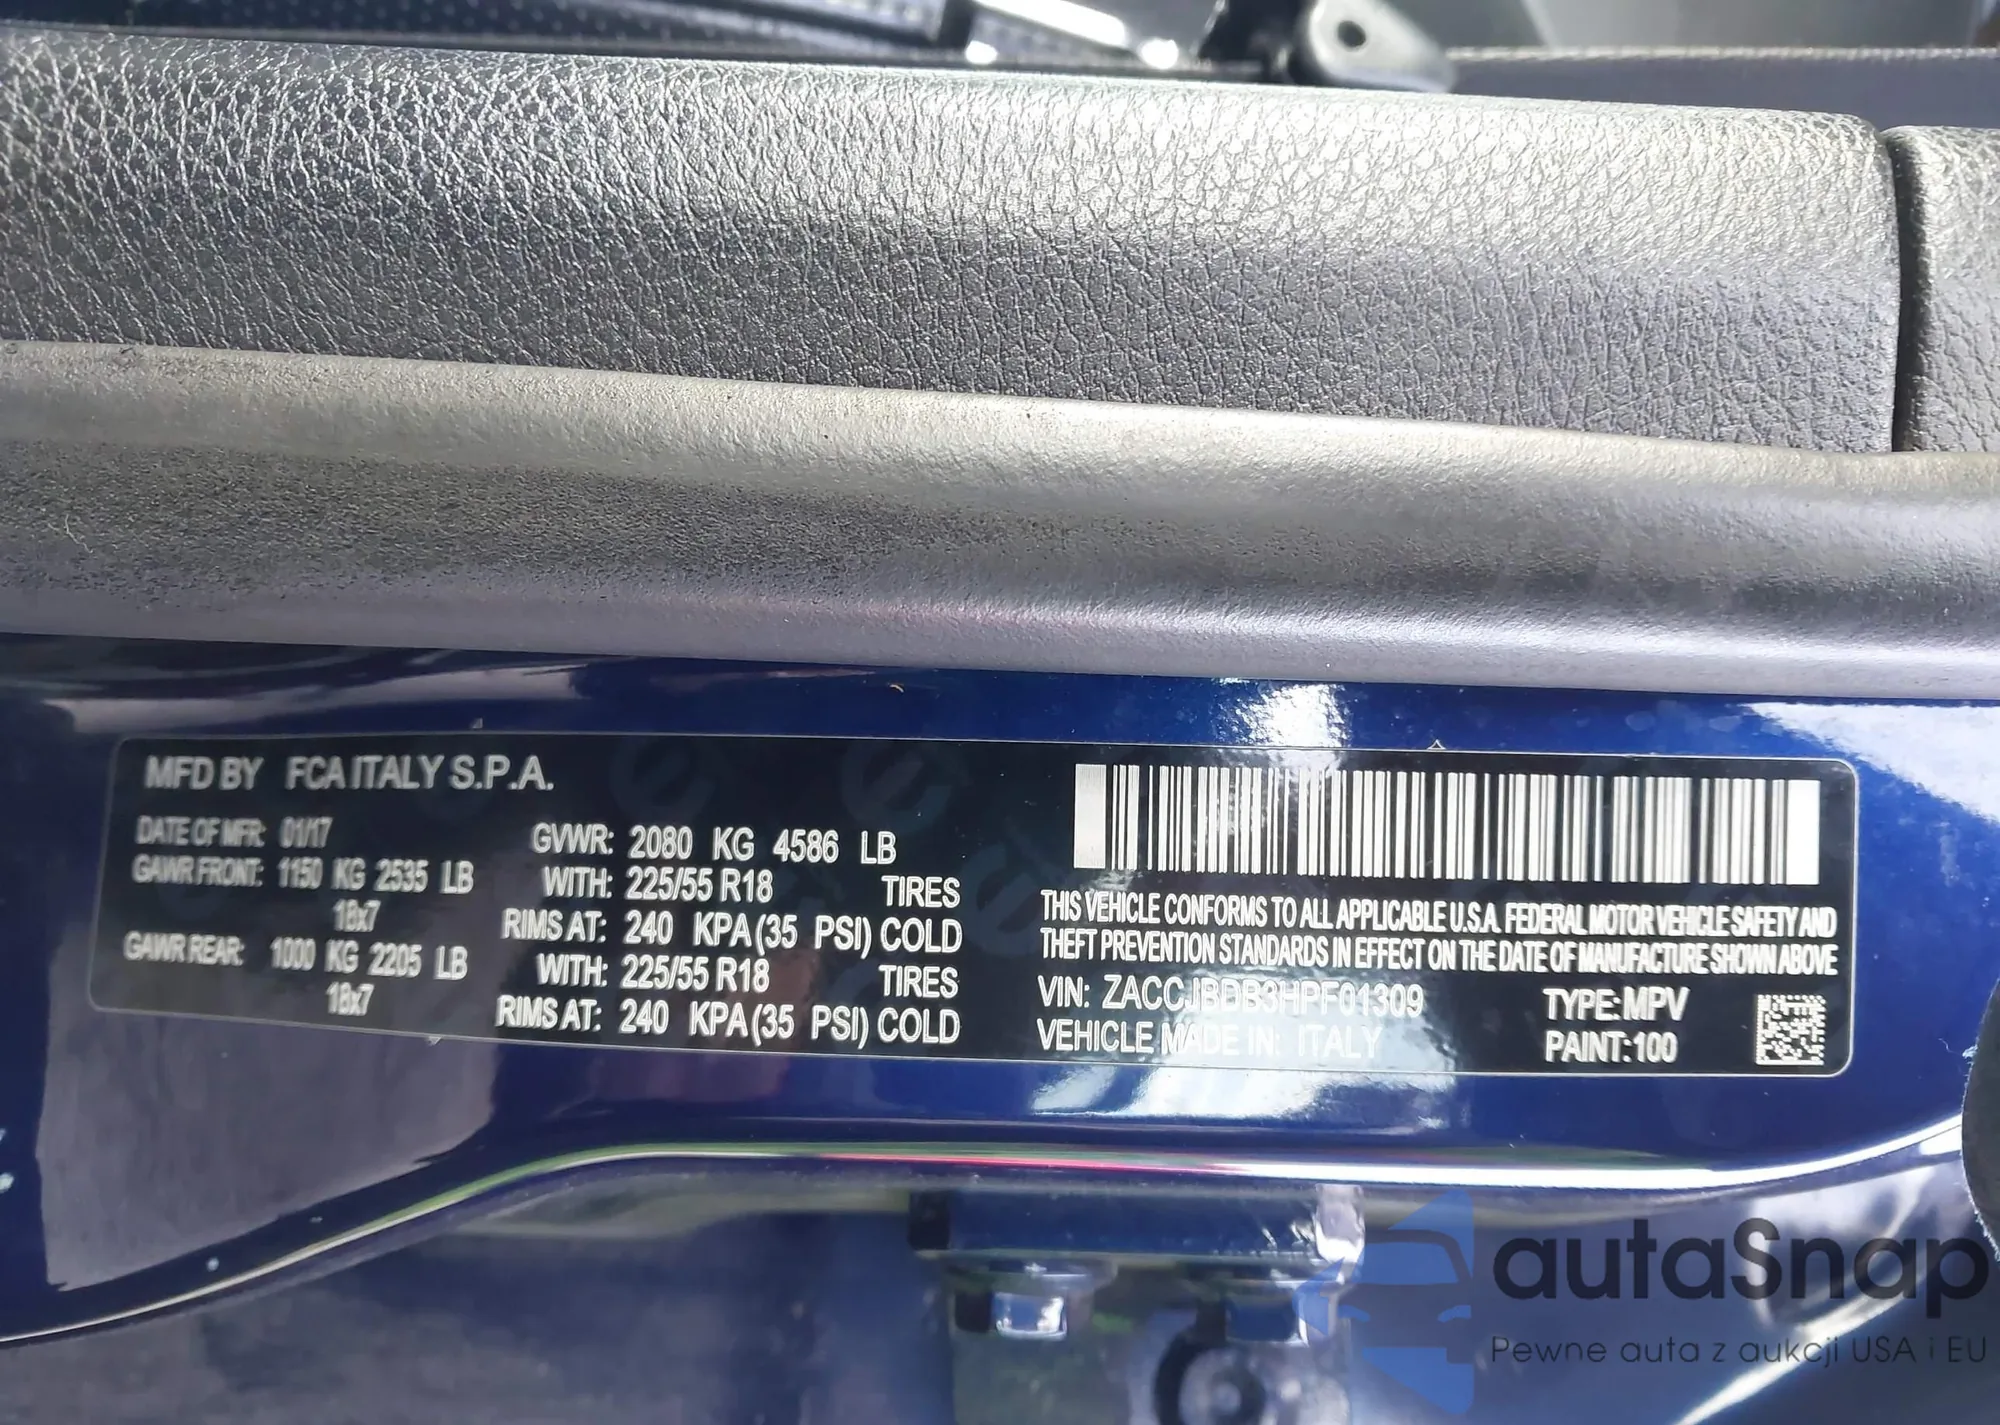 MFD BY FCA ITALY S.P.A.
DATE OF MFR: 01/17
GAWR FRONT: 1150 KG 2535 LB
18x7
GAWR REAR: 1000 KG 2205 LB
18x7
GVWR: 2080 KG 4586 LB
WITH: 225/55 R18 TIRES
RIMS AT: 240 KPA (35 PSI) COLD
WITH: 225/55 R18 TIRES
RIMS AT: 240 KPA (35 PSI) COLD
THIS VEHICLE CONFORMS TO ALL APPLICABLE U.S.A. FEDERAL MOTOR VEHICLE SAFETY AND
THEFT PREVENTION STANDARDS IN EFFECT ON THE DATE OF MANUFACTURE SHOWN ABOVE
VIN: ZACCJBDB3HPF01309 TYPE: MPV
VEHICLE MADE IN: ITALY PAINT: 100
autaSnap
Pewne auta z aukcji USA i EU